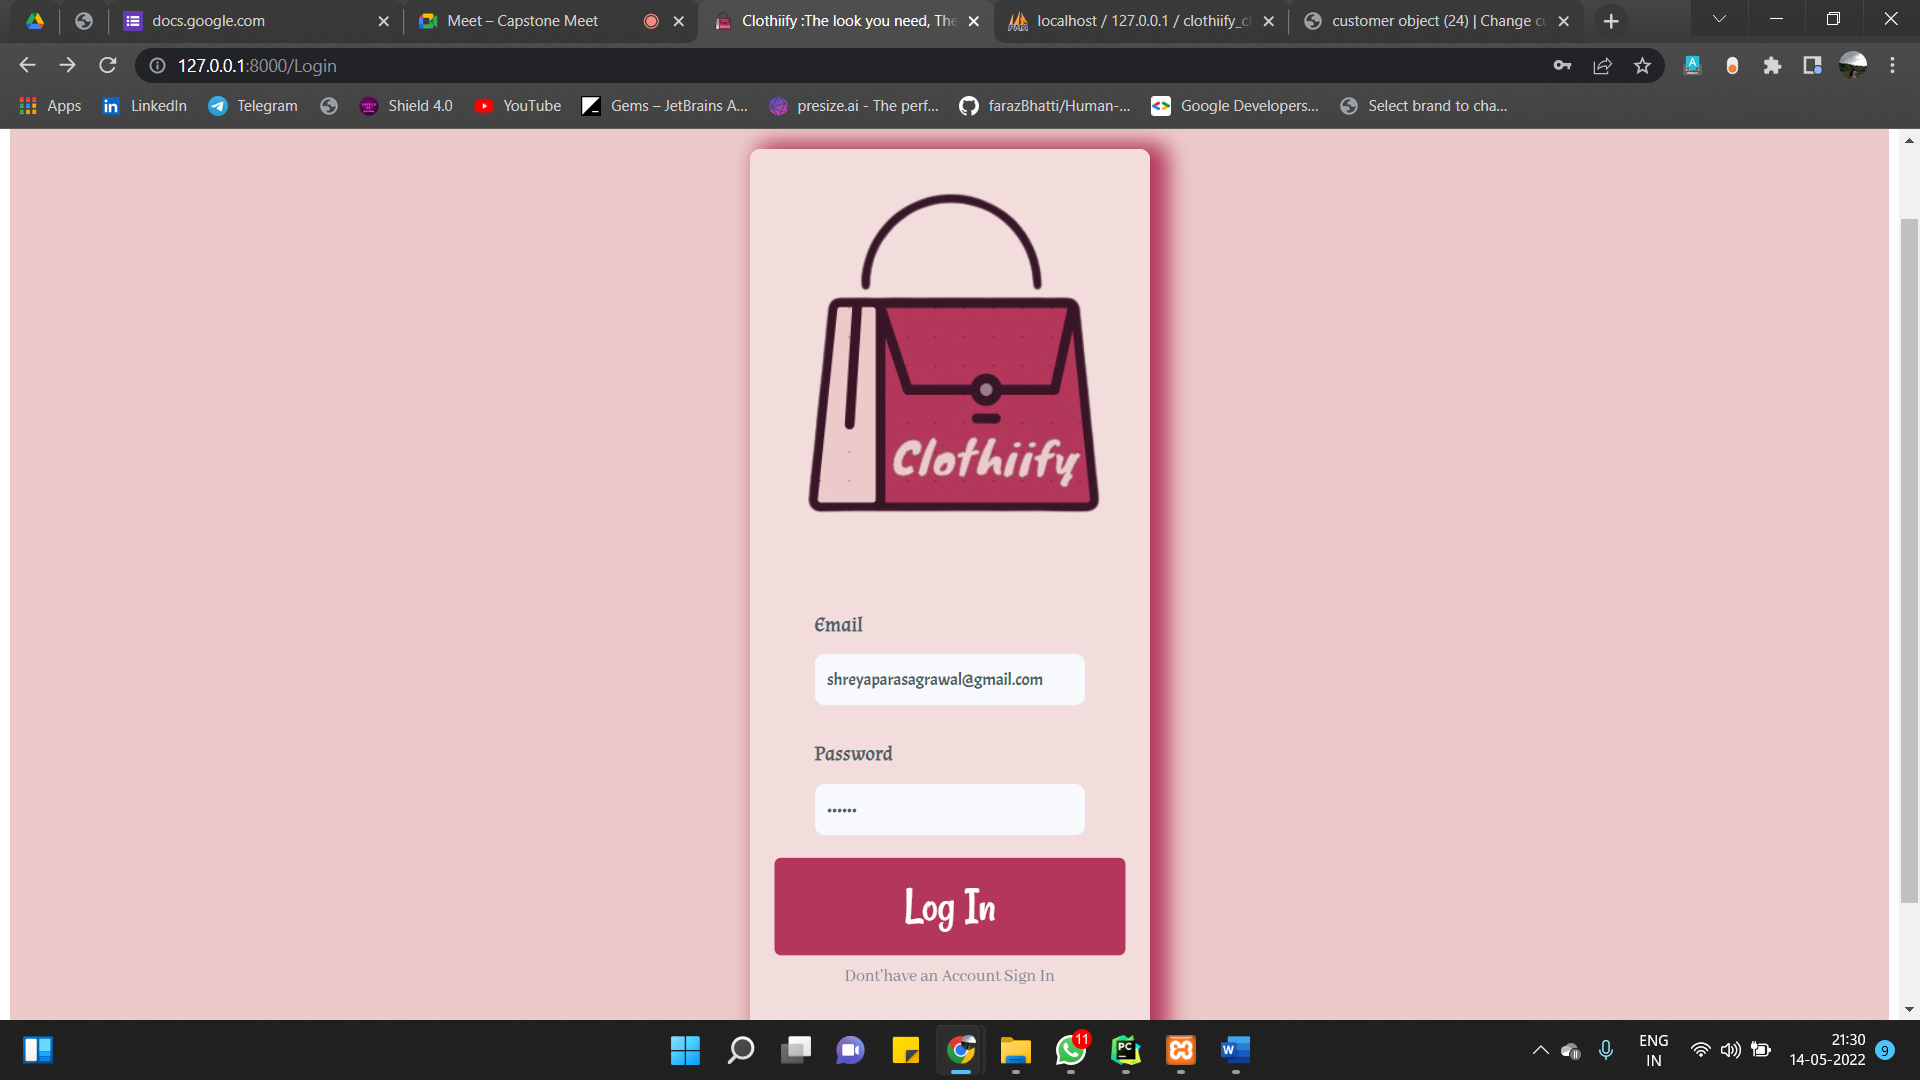 docs.google.com
Meet – Capstone Meet
Clothiify :The look you need, The
localhost / 127.0.0.1 / clothiify_cl
customer object (24) | Change cu
127.0.0.1:8000/Login
Apps
LinkedIn
Telegram
Shield 4.0
YouTube
Gems – JetBrains A...
presize.ai - The perf...
farazBhatti/Human-...
Google Developers...
Select brand to cha...
Clothiify
Email
shreyaparasagrawal@gmail.com
Password
••••••
Log In
Dont'have an Account Sign In
11
PC
W
ENG
IN
21:30
14-05-2022
9